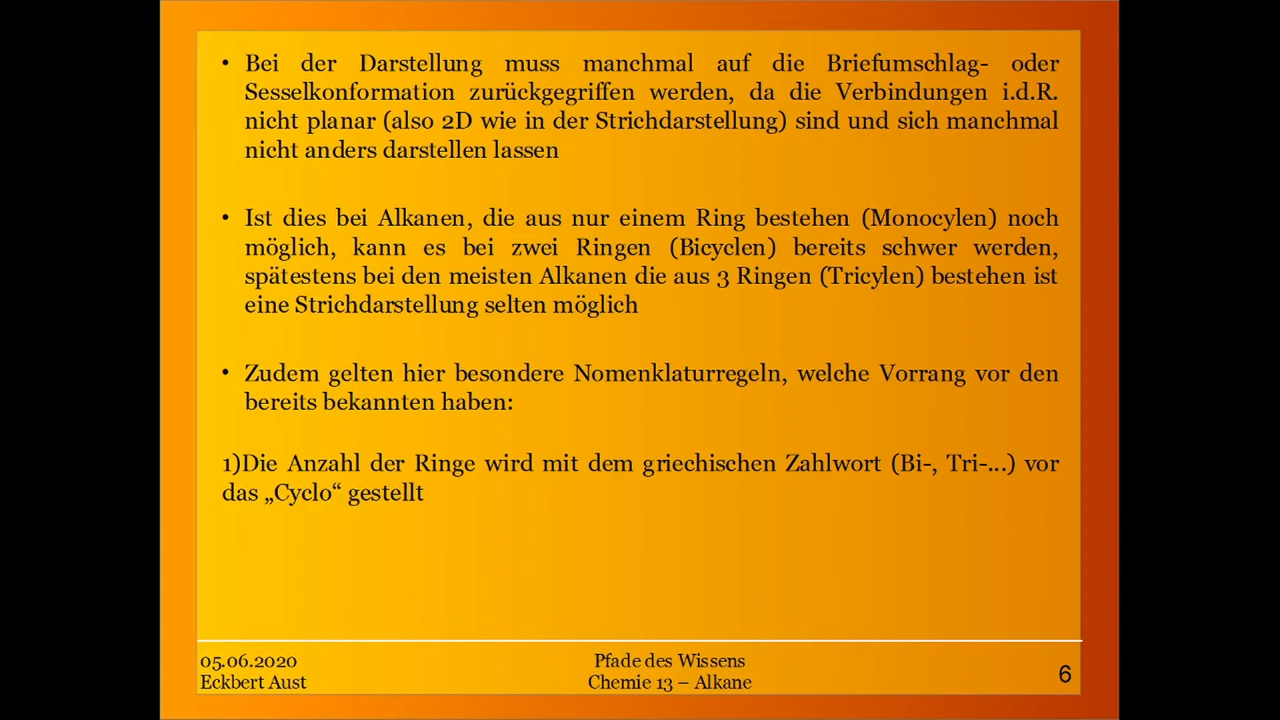 • Bei der Darstellung muss manchmal auf die Briefumschlag- oder
Sesselkonformation zurückgegriffen werden, da die Verbindungen i.d.R.
nicht planar (also 2D wie in der Strichdarstellung) sind und sich manchmal
nicht anders darstellen lassen
• Ist dies bei Alkanen, die aus nur einem Ring bestehen (Monocylen) noch
möglich, kann es bei zwei Ringen (Bicyclen) bereits schwer werden,
spätestens bei den meisten Alkanen die aus 3 Ringen (Tricylen) bestehen ist
eine Strichdarstellung selten möglich
• Zudem gelten hier besondere Nomenklaturregeln, welche Vorrang vor den
bereits bekannten haben:
1)Die Anzahl der Ringe wird mit dem griechischen Zahlwort (Bi-, Tri-...) vor
das „Cyclo“ gestellt
05.06.2020
Eckbert Aust
Pfade des Wissens
Chemie 13 – Alkane
6